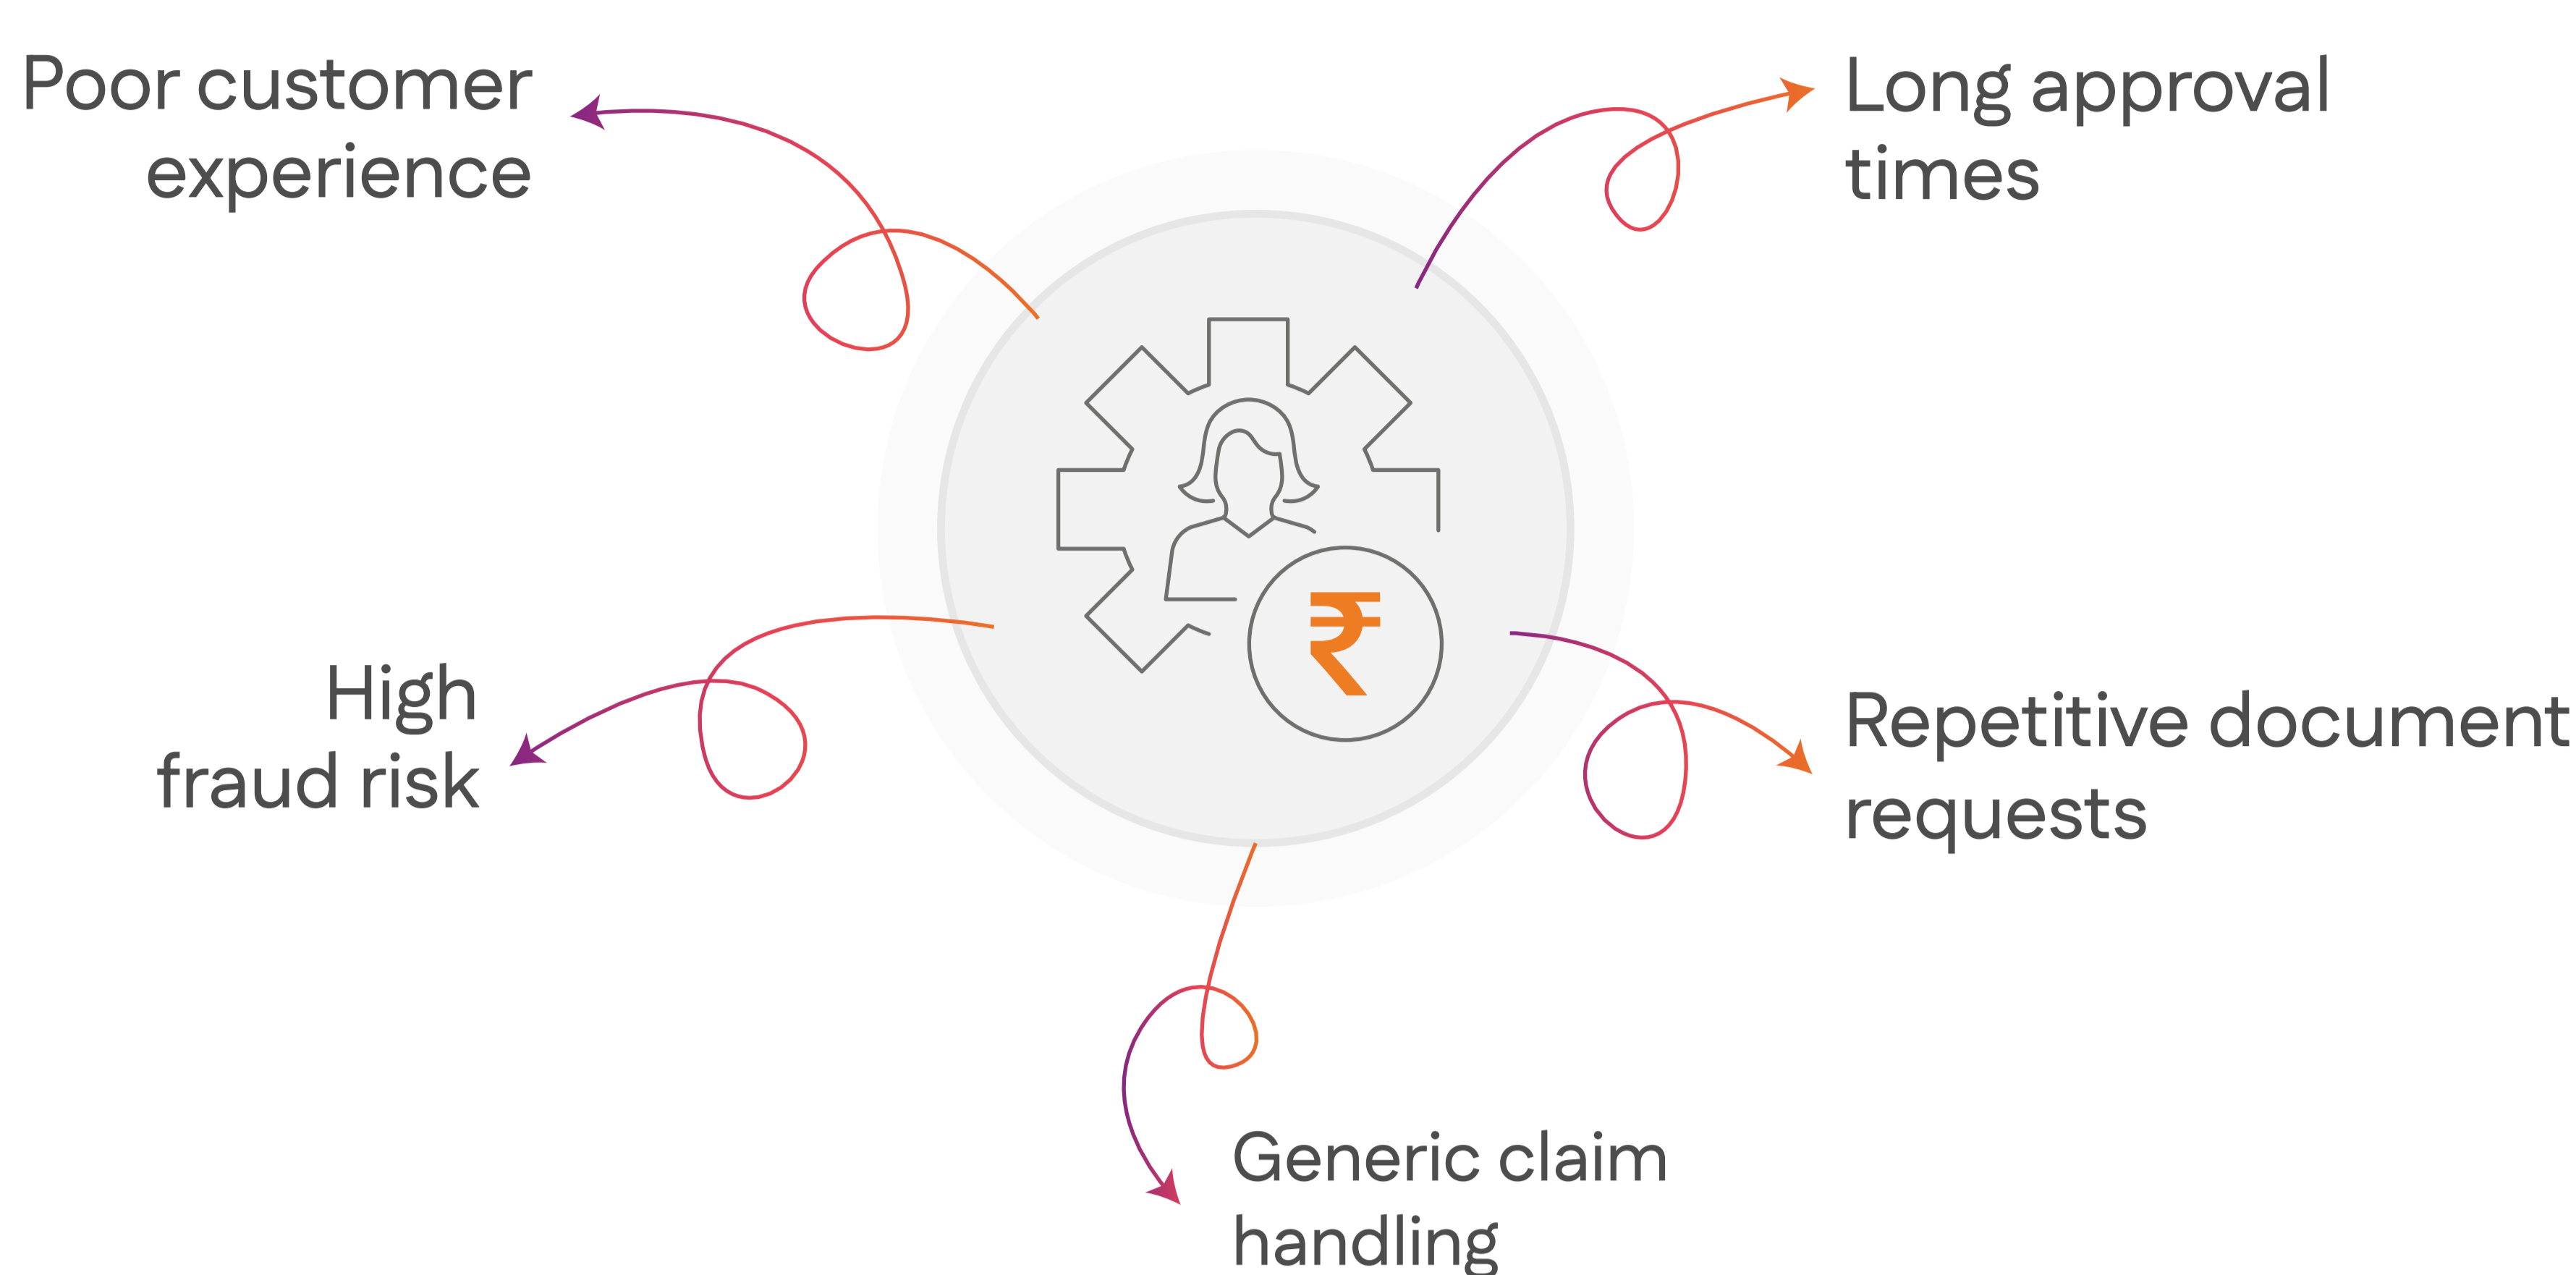 Poor customer
experience
Long approval
times
High
fraud risk
₹
Repetitive document
requests
Generic claim
handling